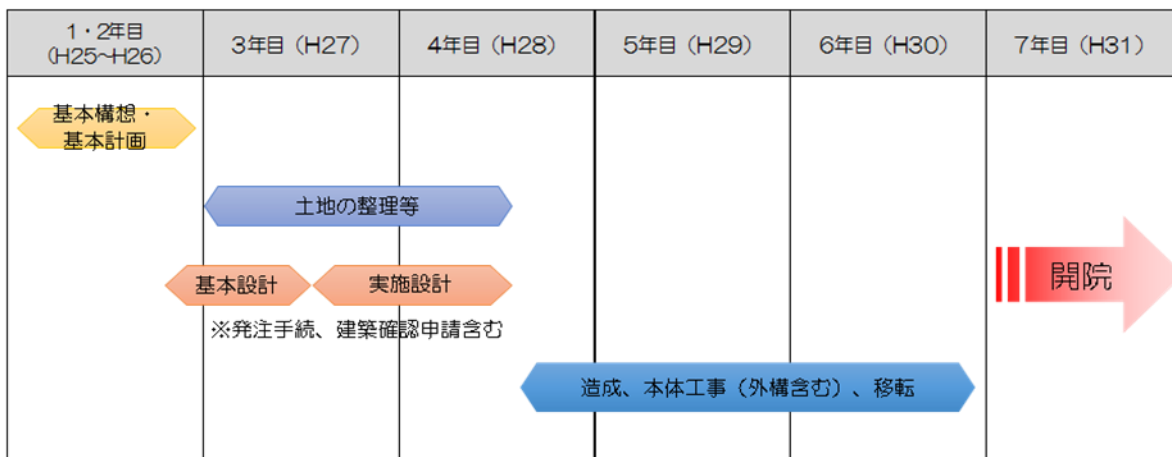 1・2年目
(H25~H26)
3年目（H27）
4年目（H28）
5年目（H29）
6年目（H30）
7年目（H31）
基本構想・
基本計画
土地の整理等
基本設計
実施設計
※発注手続、建築確認申請含む
開院
造成、本体工事（外構含む）、移転